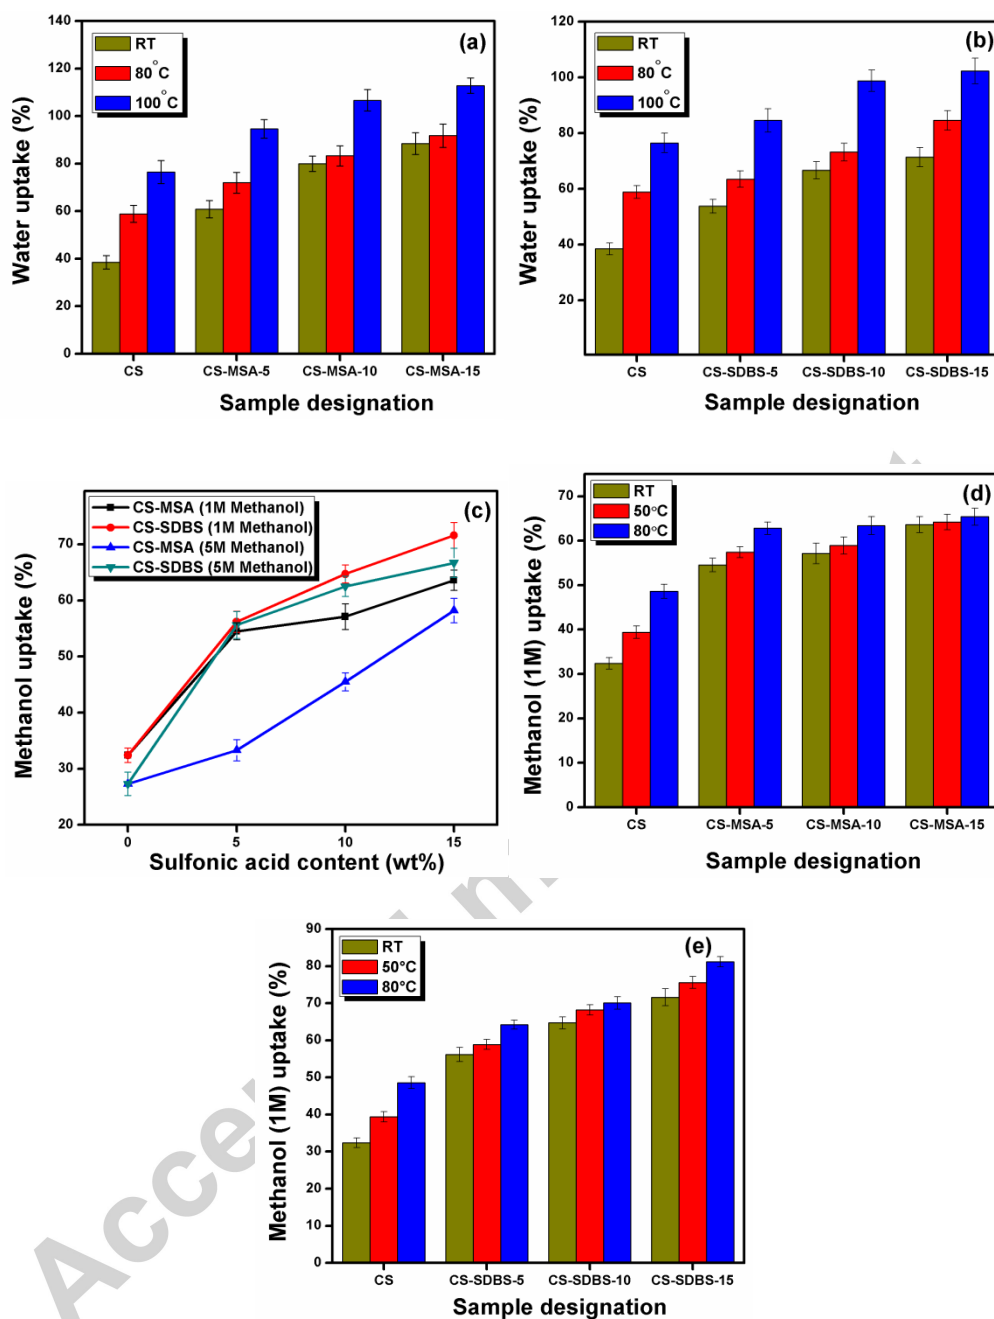 (a)
RT
80°C
100°C
Water uptake (%)
140
120
100
80
60
40
20
0
CS CS-MSA-5 CS-MSA-10 CS-MSA-15
Sample designation
(b)
RT
80°C
100°C
Water uptake (%)
120
100
80
60
40
20
CS CS-SDBS-5 CS-SDBS-10 CS-SDBS-15
Sample designation
(c)
CS-MSA (1M Methanol)
CS-SDBS (1M Methanol)
CS-MSA (5M Methanol)
CS-SDBS (5M Methanol)
Methanol uptake (%)
70
60
50
40
30
20
0 5 10 15
Sulfonic acid content (wt%)
(d)
RT
50°C
80°C
Methanol (1M) uptake (%)
70
60
50
40
30
20
10
0
CS CS-MSA-5 CS-MSA-10 CS-MSA-15
Sample designation
(e)
RT
50°C
80°C
Methanol (1M) uptake (%)
90
80
70
60
50
40
30
20
10
0
CS CS-SDBS-5 CS-SDBS-10 CS-SDBS-15
Sample designation